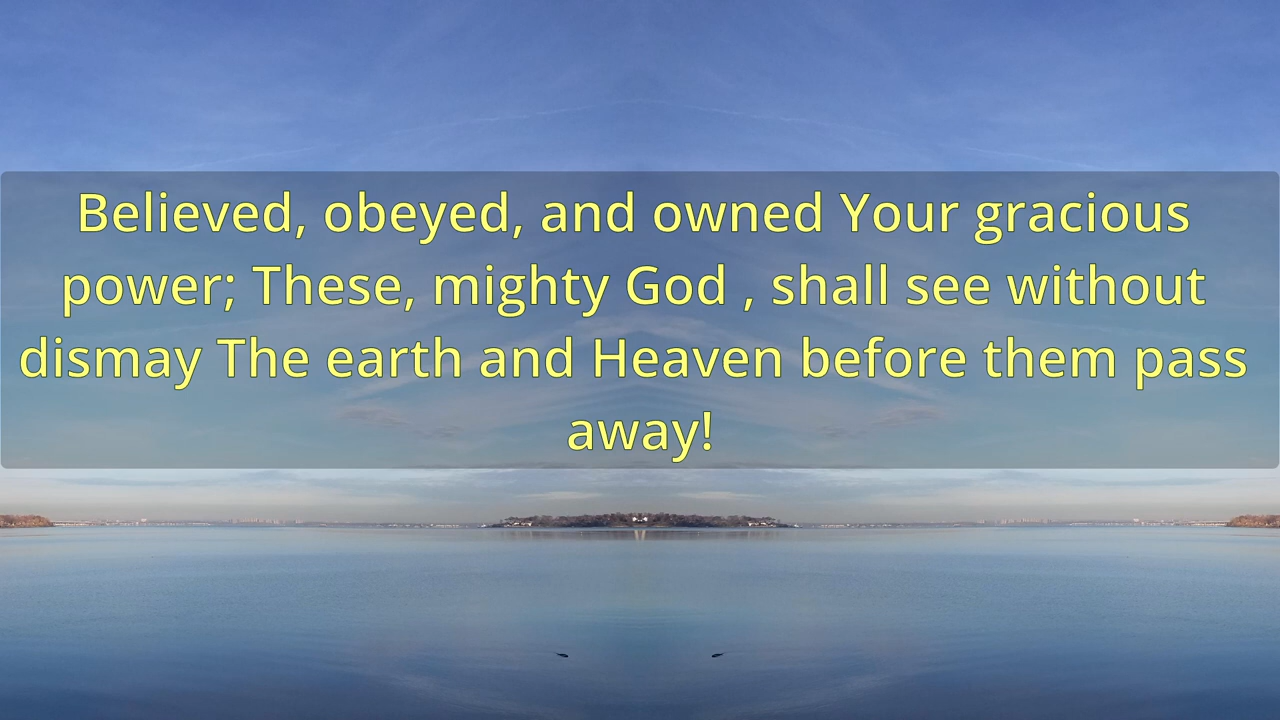 Believed, obeyed, and owned Your gracious
power; These, mighty God , shall see without
dismay The earth and Heaven before them pass
away!